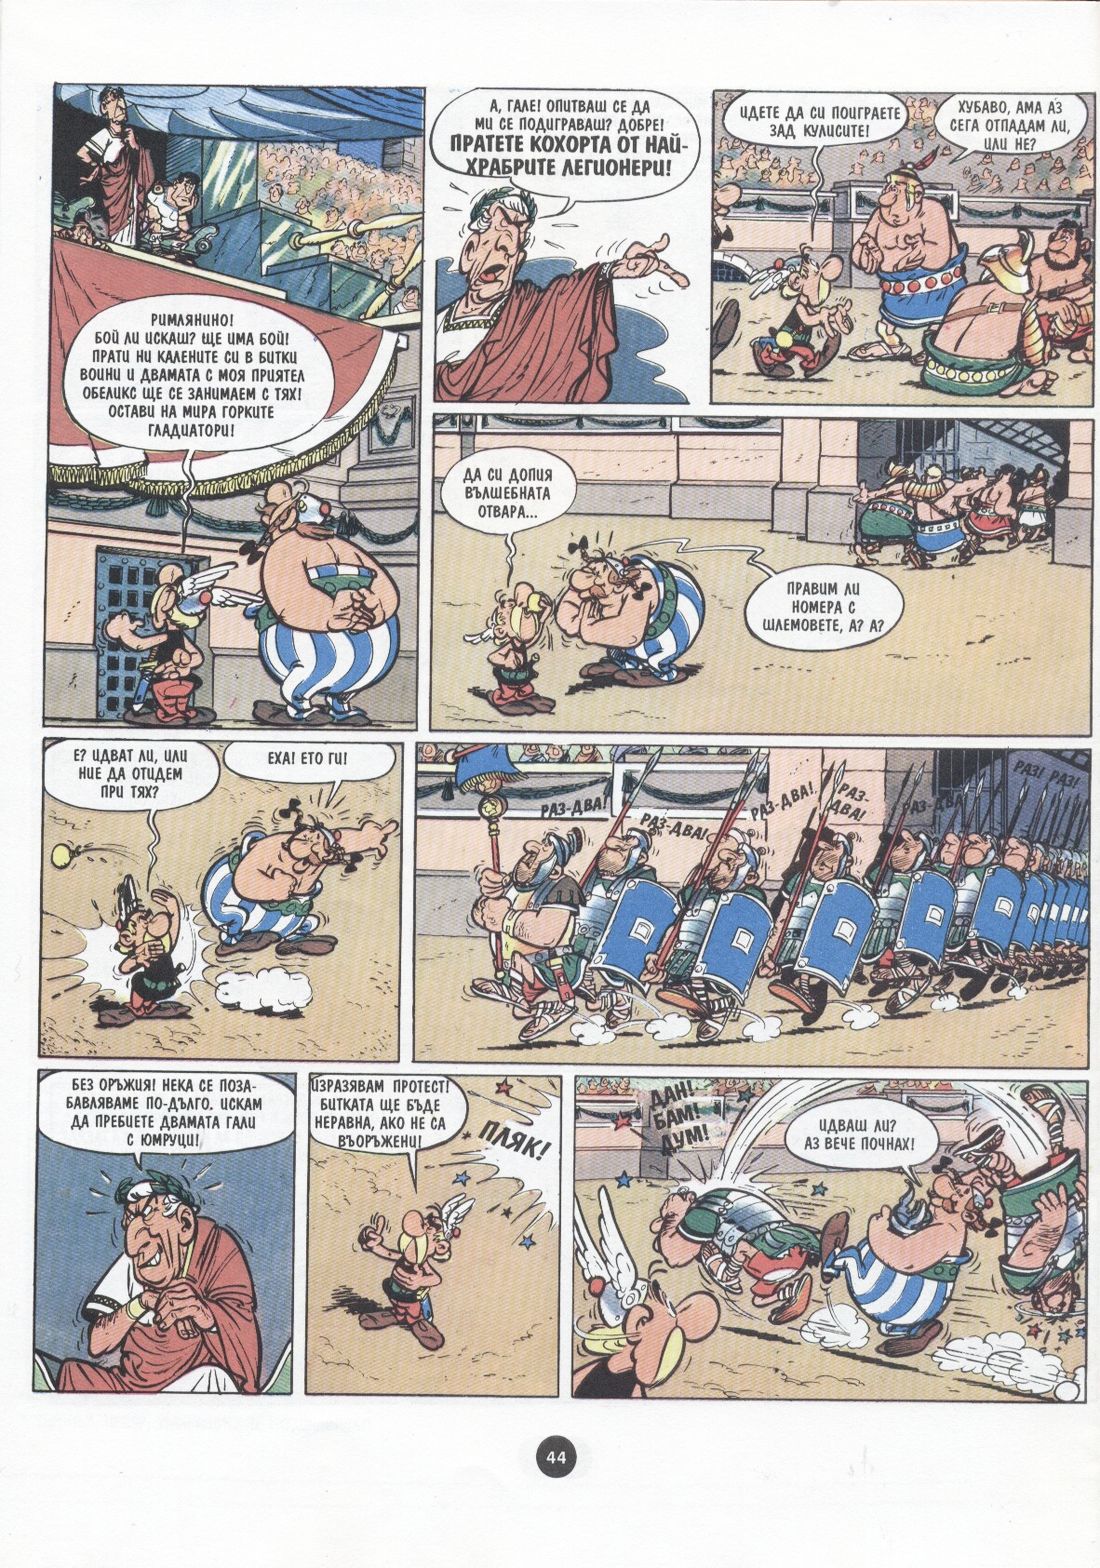 РИМЛЯНИНО!
БОЙ ЛИ ИСКАШ? ЩЕ ИМА БОЙ!
ПРАТИ НИ КАЛЕНИТЕ СИ В БИТКИ
ВОИНИ И ДВАМАТА С МОЯ ПРИЯТЕЛ
ОБЕЛИКС ЩЕ СЕ ЗАНИМАЕМ С ТЯХ!
ОСТАВИ НА МИРА ГОРКИТЕ
ГЛАДИАТОРИ!
А, ГАЛЕ! ОПИТВАШ СЕ ДА
МИ СЕ ПОДИГРАВАШ? ДОБРЕ!
ПРАТЕТЕ КОХОРТА ОТ НАЙ-
ХРАБРИТЕ ЛЕГИОНЕРИ!
ИДЕТЕ ДА СИ ПОИГРАЕТЕ
ЗАД КУЛИСИТЕ!
ХУБАВО, АМА АЗ
СЕГА ОТПАДАМ ЛИ,
ИЛИ НЕ?
ДА СИ ДОПИЯ
ВЪЛШЕБНАТА
ОТВАРА...
ПРАВИМ ЛИ
НОМЕРА С
ШЛЕМОВЕТЕ, А? А?
Е? ИДВАТ ЛИ, ИЛИ
НИЕ ДА ОТИДЕМ
ПРИ ТЯХ?
ЕХА! ЕТО ГИ!
РАЗ-ДВА!
РАЗ-ДВА!
РАЗ-ДВА!
РАЗ-
ДВА!
РАЗ-ДВА
РАЗ! РАЗ!
БЕЗ ОРЪЖИЯ! НЕКА СЕ ПОЗА-
БАВЛЯВАМЕ ПО-ДЪЛГО. ИСКАМ
ДА ПРЕБИЕТЕ ДВАМАТА ГАЛИ
С ЮМРУЦИ!
ИЗРАЗЯВАМ ПРОТЕСТ!
БИТКАТА ЩЕ БЪДЕ
НЕРАВНА, АКО НЕ СА
ВЪОРЪЖЕНИ!
ПЛЯК!
ДАН!
БАМ!
ДУМ!
ИДВАШ ЛИ?
АЗ ВЕЧЕ ПОЧНАХ!
44